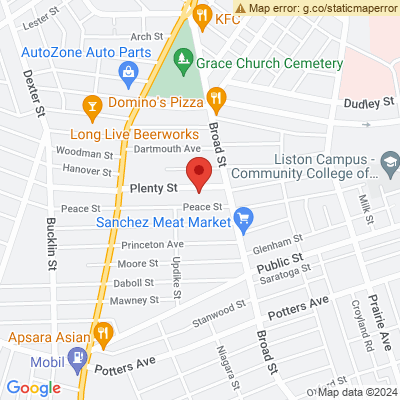 Map error: g.co/staticmaperror
Lester St
KFC
Arch St
AutoZone Auto Parts
Grace Church Cemetery
Dexter St
Domino's Pizza
Dudley St
Long Live Beerworks
Broad St
Dartmouth Ave
Woodman St
Hanover St
Liston Campus -
Community College of...
Plenty St
Peace St
Peace St
Sanchez Meat Market
Milk St
Bucklin St
Princeton Ave
Glenham St
Updike St
Moore St
Public St
Saratoga St
Daboll St
Mawney St
Potters Ave
Prairie Ave
Stanwood St
Croyland Rd
Apsara Asian
Broad St
Mobil
Potters Ave
Niagara St
Google
Map data ©2024